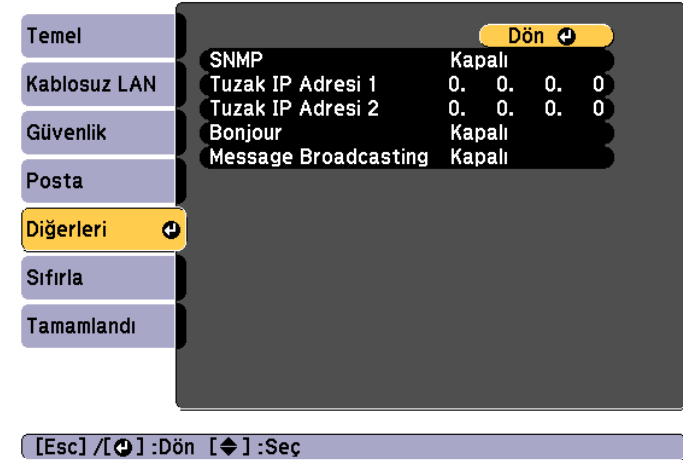 Temel
Kablosuz LAN
Güvenlik
Posta
Diğerleri
Sıfırla
Tamamlandı
Dön
SNMP Kapalı
Tuzak IP Adresi 1 0. 0. 0. 0
Tuzak IP Adresi 2 0. 0. 0. 0
Bonjour Kapalı
Message Broadcasting Kapalı
[Esc] /[ ] :Dön [ ] :Seç